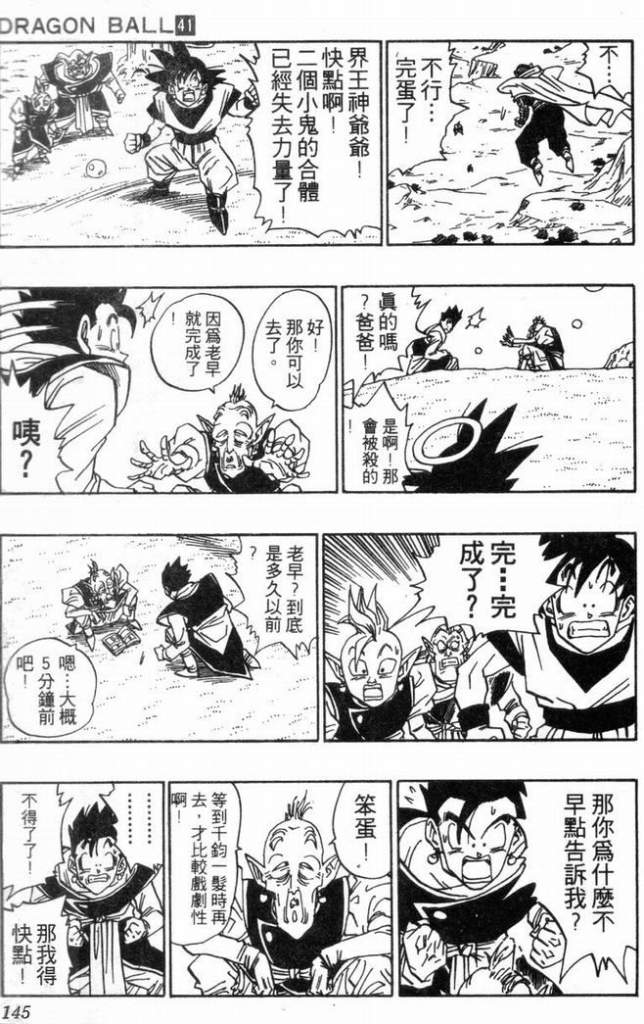 DRAGON BALL 41
不…
不行…
完蛋了！
界王神爺爺！
快點啊！
二個小鬼的合體
已經失去力量了！
真的嗎
？爸爸！
是啊！那
會被殺的
！
好！
那你可以
去了。
因為老早
就完成了
！
咦？
完…完
成了？
老早？到底
是多久以前
？
嗯…大概
5分鐘前
吧！
那你為什麼不
早點告訴我？
笨蛋！
等到千鈞 髮時再
去，才比較戲劇性
啊！
……
……
不得了了！
那我得
快點！
145